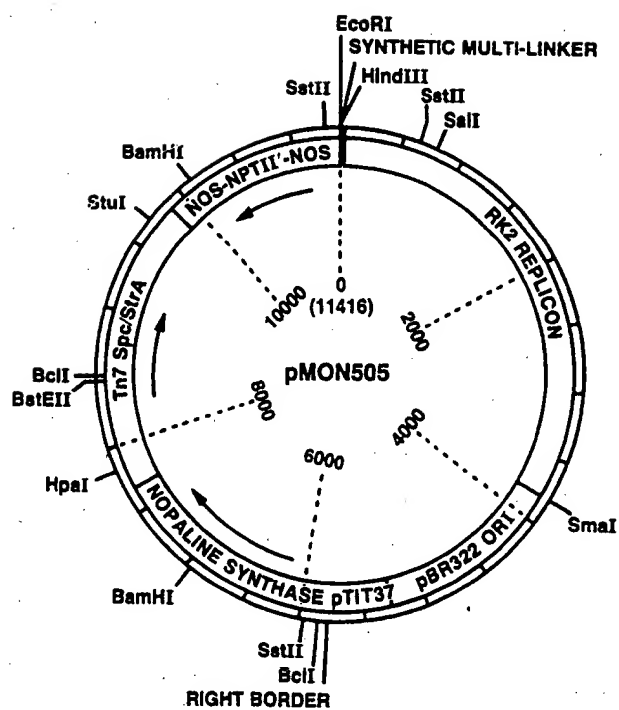 EcoRI
SYNTHETIC MULTI-LINKER
HindIII
SstII
SstII
SalI
BamHI
NOS-NPTII'-NOS
StuI
RK2 REPLICON
0
(11416)
10000
2000
Tn7 Spc/StrA
pMON505
BclI
BstEII
8000
4000
6000
HpaI
SmaI
NOPALINE SYNTHASE pTIT37
pBR322 ORI'
BamHI
SstII
BclI
RIGHT BORDER